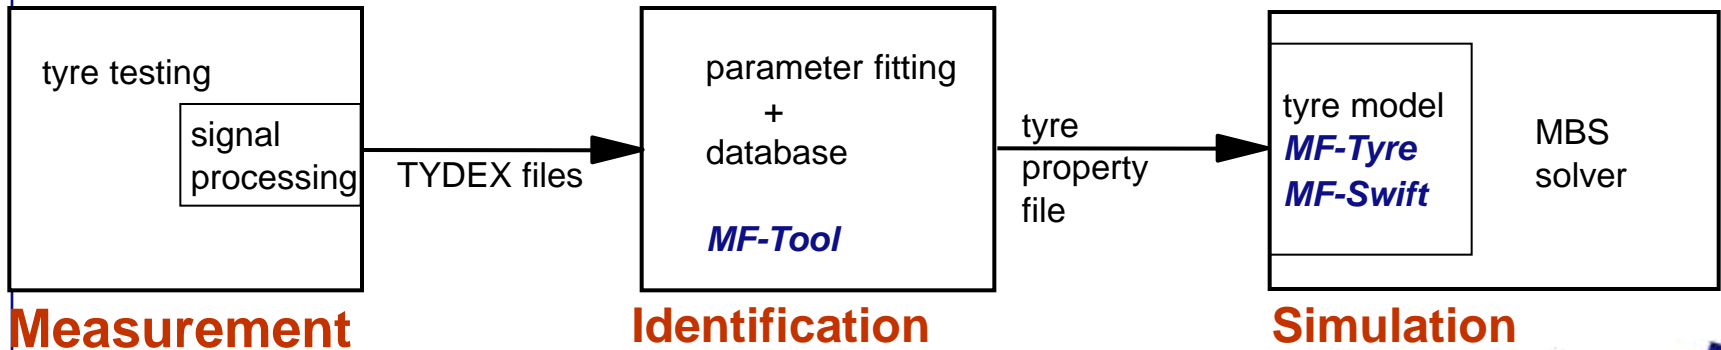 tyre testing
signal
processing
TYDEX files
Measurement
parameter fitting
+
database
MF-Tool
Identification
tyre
property
file
tyre model
MF-Tyre
MF-Swift
MBS
solver
Simulation